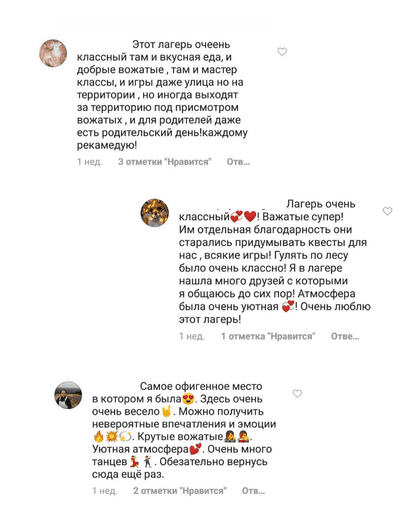 Этот лагерь очеень
классный там и вкусная еда, и
добрые вожатые , там и мастер
классы, и игры даже улица но на
территории , но иногда выходят
за территорию под присмотром
вожатых , и для родителей даже
есть родительский день!каждому
рекамедую!
1 нед. 3 отметки "Нравится" Отв...
Лагерь очень
классный💞❤️! Важатые супер!
Им отдельная благодарность они
старались придумывать квесты для
нас , всякие игры! Гулять по лесу
было очень классно! Я в лагере
нашла много друзей с которыми
я общаюсь до сих пор! Атмосфера
была очень уютная 💞! Очень люблю
этот лагерь!
1 нед. 1 отметка "Нравится" Отве...
Самое офигенное место
в котором я была😍. Здесь очень
очень весело🤘. Можно получить
невероятные впечатления и эмоции
🔥💥💫. Крутые вожатые👩‍🎤👩‍🎤.
Уютная атмосфера💕. Очень много
танцев💃🕺. Обезательно вернусь
сюда ещё раз.
1 нед. 2 отметки "Нравится" Отв...